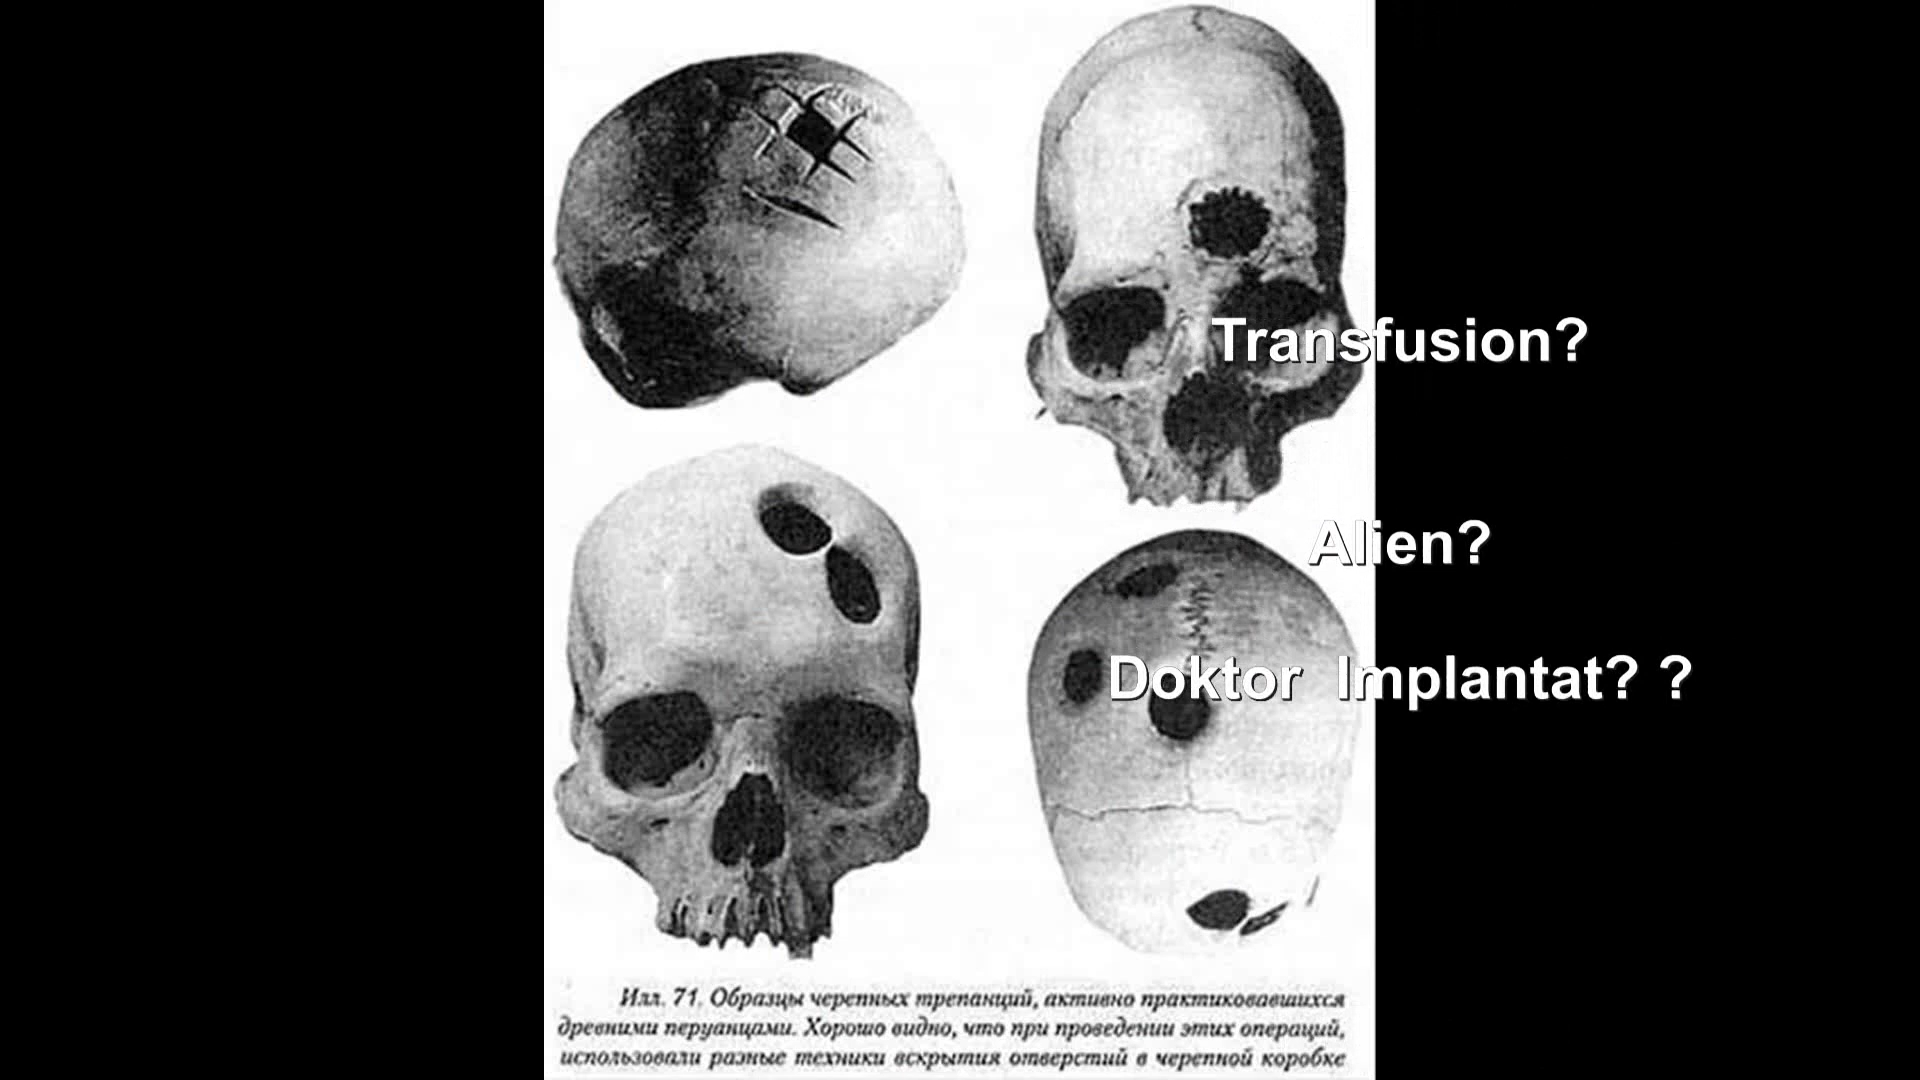 Transfusion?
Alien?
Doktor Implantat? ?
Илл. 71. Образцы черепных трепанций, активно практиковавшихся
древними перуанцами. Хорошо видно, что при проведении этих операций,
использовали разные техники вскрытия отверстий в черепной коробке